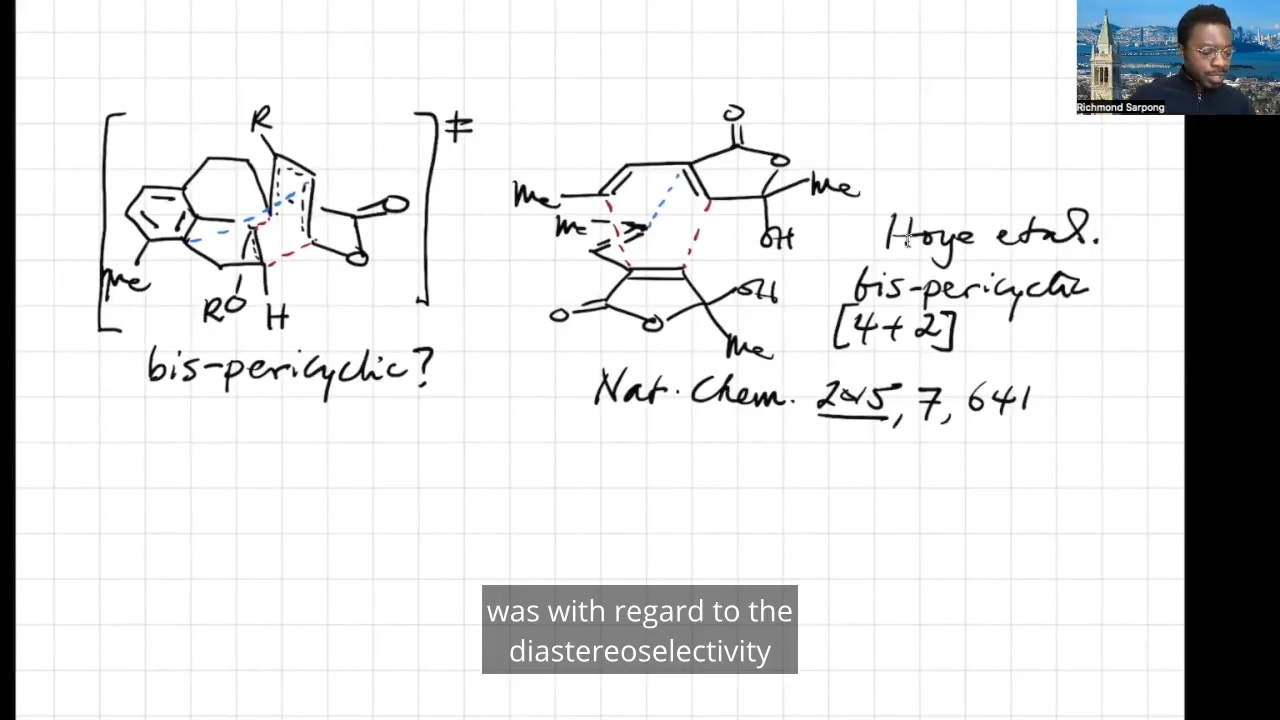 Richmond Sarpong
R
≠
O
O
Me
RO
H
bis-pericyclic?
O
O
Me
Me
Me
OH
OH
O
O
Me
Hoye et al.
bis-pericyclic
[4+2]
Nat. Chem. 2015, 7, 641
was with regard to the
diastereoselectivity